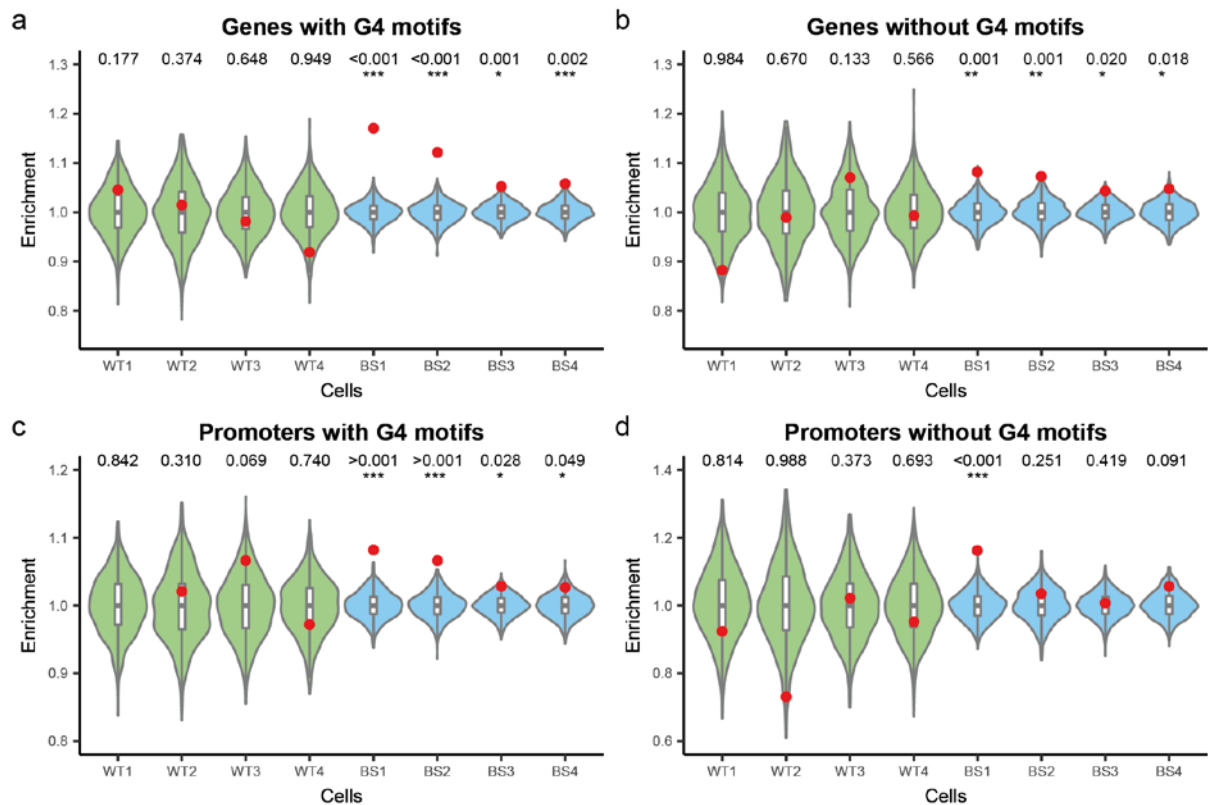 a
Genes with G4 motifs
0.177 0.374 0.648 0.949 <0.001 <0.001 0.001 0.002
*** *** * ***
1.3
1.2
1.1
1.0
0.9
0.8
Enrichment
WT1 WT2 WT3 WT4 BS1 BS2 BS3 BS4
Cells
b
Genes without G4 motifs
0.984 0.670 0.133 0.566 0.001 0.001 0.020 0.018
** ** * *
1.3
1.2
1.1
1.0
0.9
0.8
Enrichment
WT1 WT2 WT3 WT4 BS1 BS2 BS3 BS4
Cells
c
Promoters with G4 motifs
0.842 0.310 0.069 0.740 >0.001 >0.001 0.028 0.049
*** *** * *
1.2
1.1
1.0
0.9
0.8
Enrichment
WT1 WT2 WT3 WT4 BS1 BS2 BS3 BS4
Cells
d
Promoters without G4 motifs
0.814 0.988 0.373 0.693 <0.001 0.251 0.419 0.091
***
1.4
1.2
1.0
0.8
0.6
Enrichment
WT1 WT2 WT3 WT4 BS1 BS2 BS3 BS4
Cells